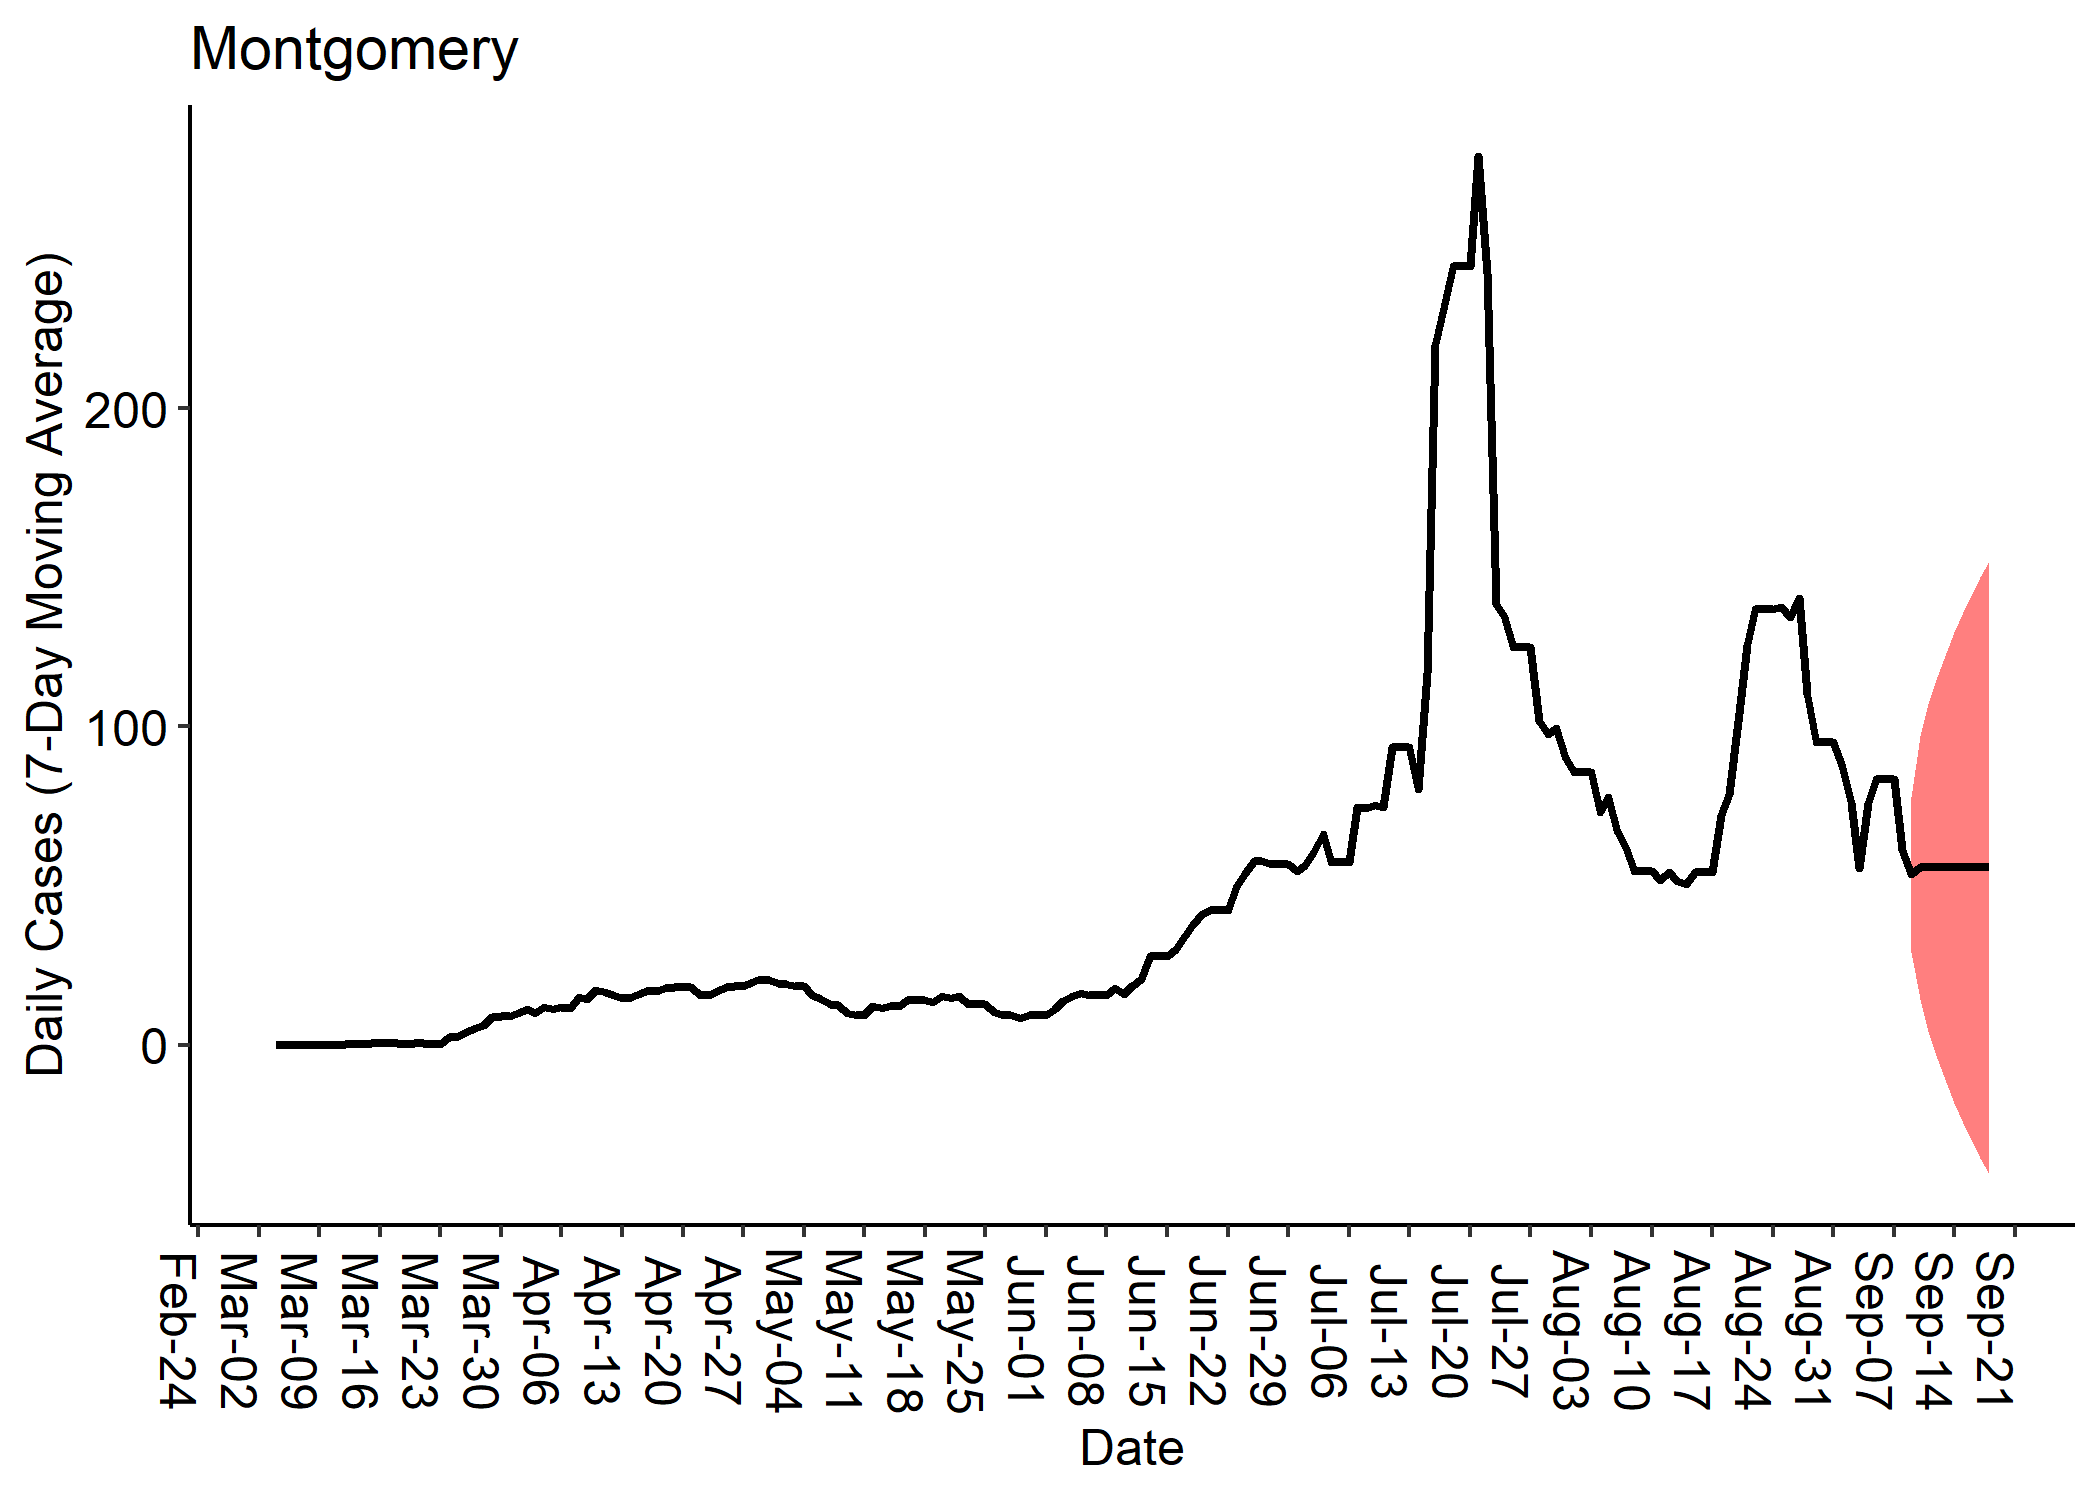 Montgomery
Daily Cases (7-Day Moving Average)
200
100
0
Feb-24
Mar-02
Mar-09
Mar-16
Mar-23
Mar-30
Apr-06
Apr-13
Apr-20
Apr-27
May-04
May-11
May-18
May-25
Jun-01
Jun-08
Jun-15
Jun-22
Jun-29
Jul-06
Jul-13
Jul-20
Jul-27
Aug-03
Aug-10
Aug-17
Aug-24
Aug-31
Sep-07
Sep-14
Sep-21
Date